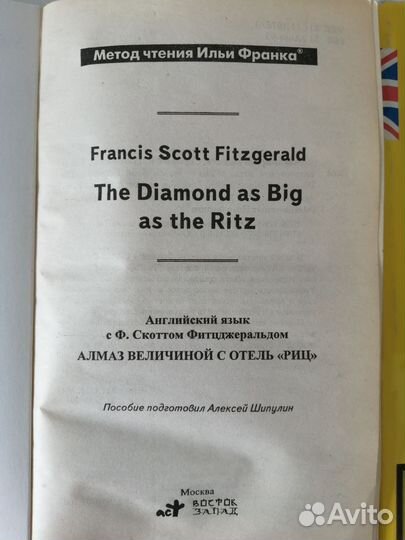 Метод чтения Ильи Франка®
Francis Scott Fitzgerald
The Diamond as Big
as the Ritz
Английский язык
с Ф. Скоттом Фитцджеральдом
АЛМАЗ ВЕЛИЧИНОЙ С ОТЕЛЬ «РИЦ»
Пособие подготовил Алексей Шипулин
Москва
аст ВОСТОК
ЗАПАД
Avito